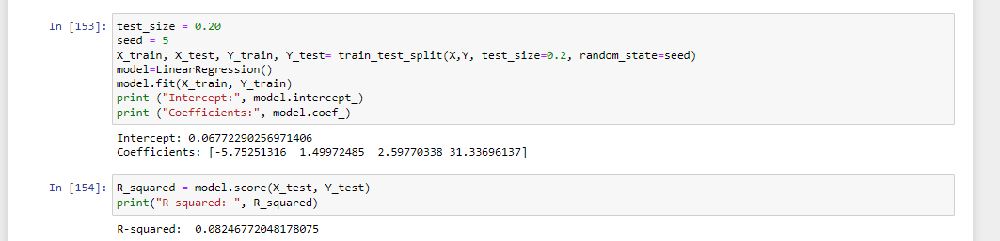 In [153]: test_size = 0.20
seed = 5
X_train, X_test, Y_train, Y_test= train_test_split(X,Y, test_size=0.2, random_state=seed)
model=LinearRegression()
model.fit(X_train, Y_train)
print ("Intercept:", model.intercept_)
print ("Coefficients:", model.coef_)
Intercept: 0.06772290256971406
Coefficients: [-5.75251316  1.49972485  2.59770338 31.33696137]
In [154]: R_squared = model.score(X_test, Y_test)
print("R-squared: ", R_squared)
R-squared:  0.08246772048178075